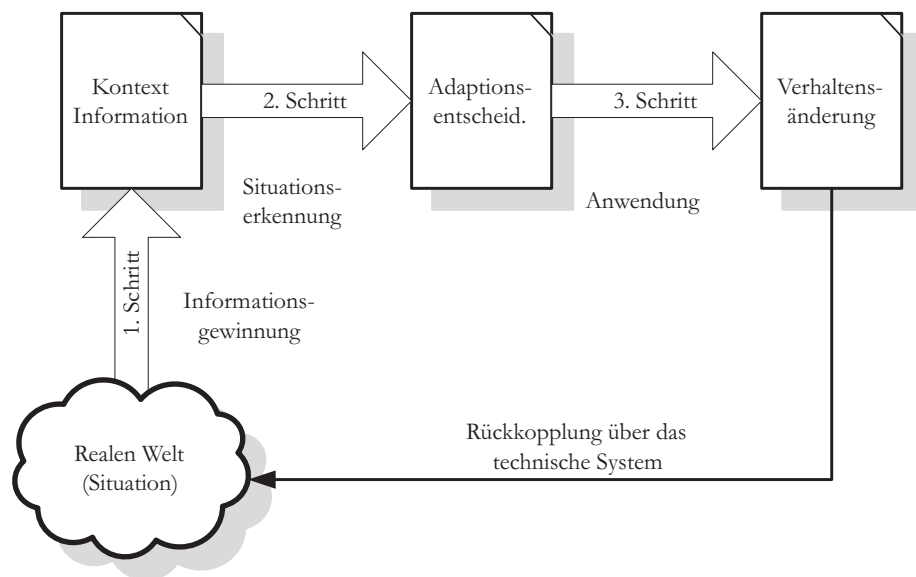 Kontext
Information
2. Schritt
Adaptions-
entscheid.
3. Schritt
Verhaltens-
änderung
Situations-
erkennung
Anwendung
1. Schritt
Informations-
gewinnung
Realen Welt
(Situation)
Rückkopplung über das
technische System